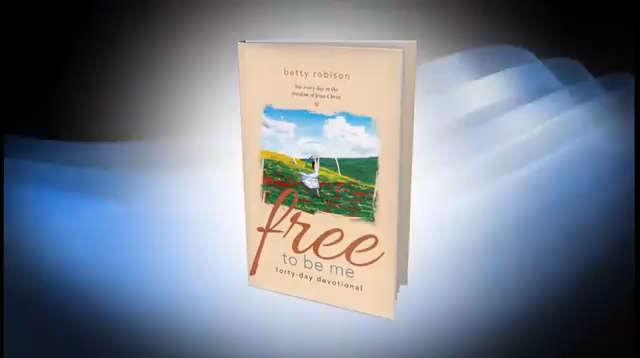 betty robison
live every day in the
freedom of Jesus Christ
free
to be me
forty-day devotional